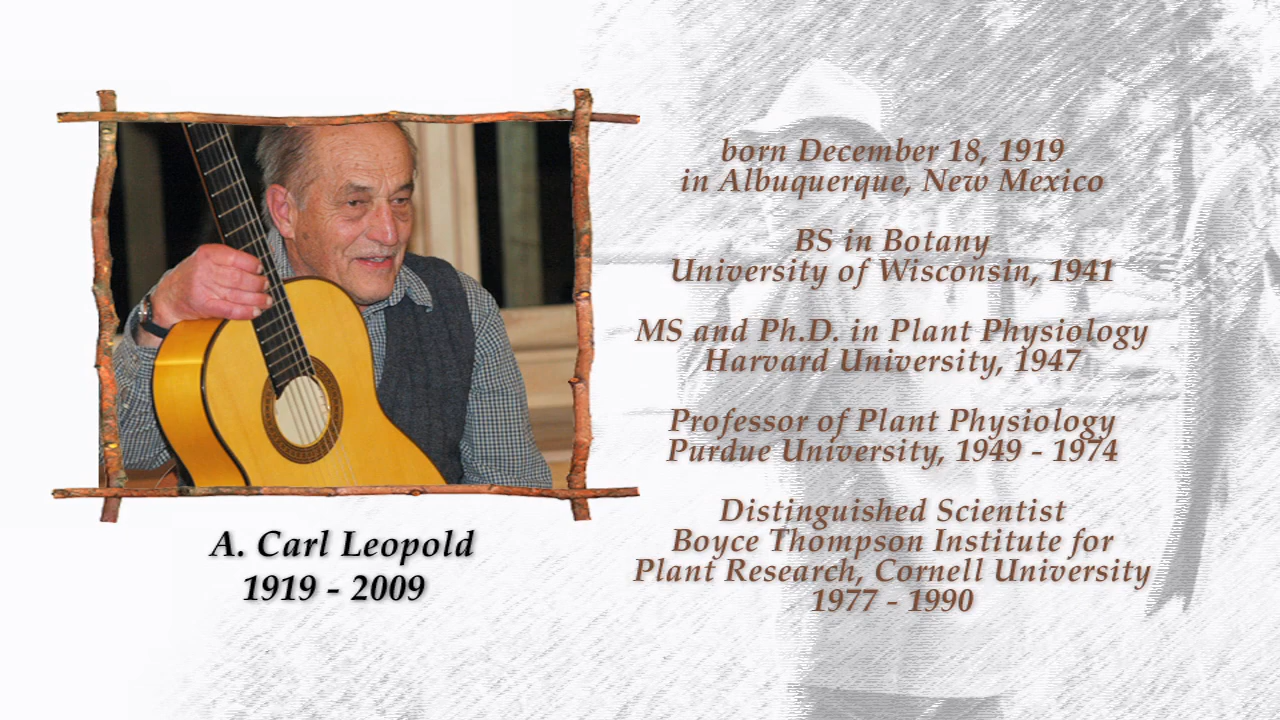 A. Carl Leopold
1919 - 2009
born December 18, 1919
in Albuquerque, New Mexico
BS in Botany
University of Wisconsin, 1941
MS and Ph.D. in Plant Physiology
Harvard University, 1947
Professor of Plant Physiology
Purdue University, 1949 - 1974
Distinguished Scientist
Boyce Thompson Institute for
Plant Research, Cornell University
1977 - 1990